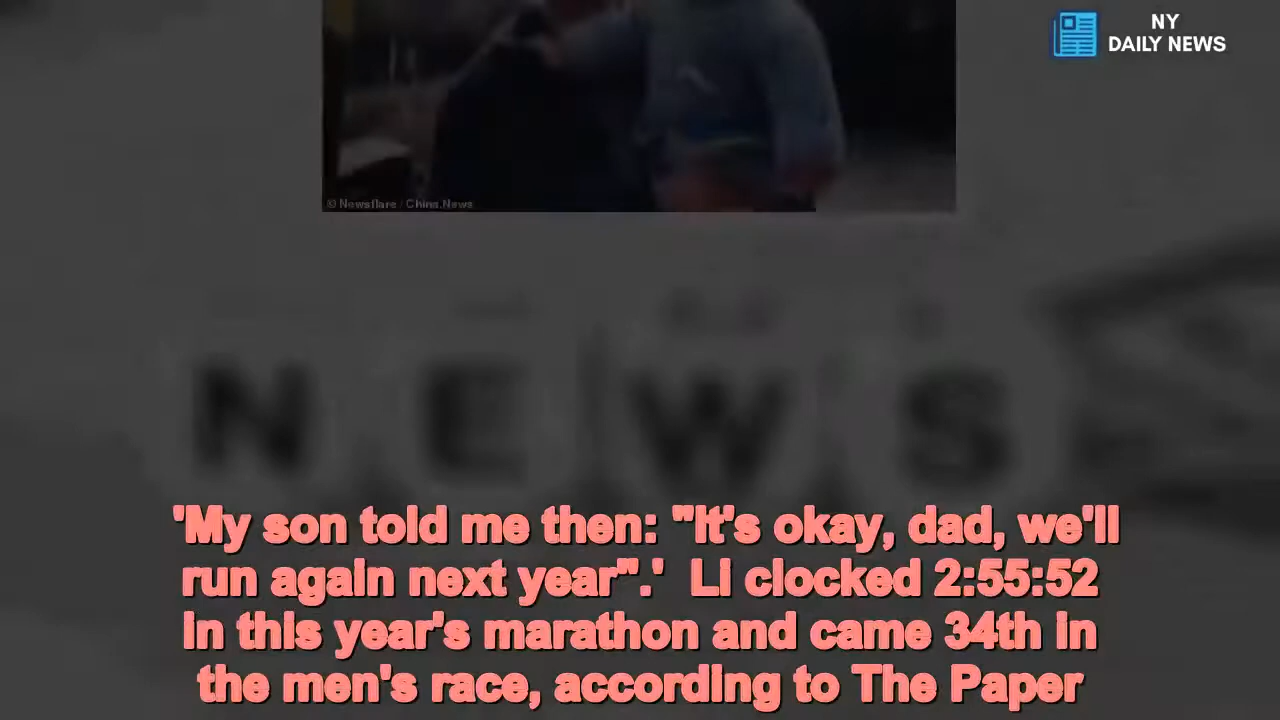 NY
DAILY NEWS
© Newsflare / China News
N E W S
'My son told me then: "It's okay, dad, we'll
run again next year".'  Li clocked 2:55:52
in this year's marathon and came 34th in
the men's race, according to The Paper